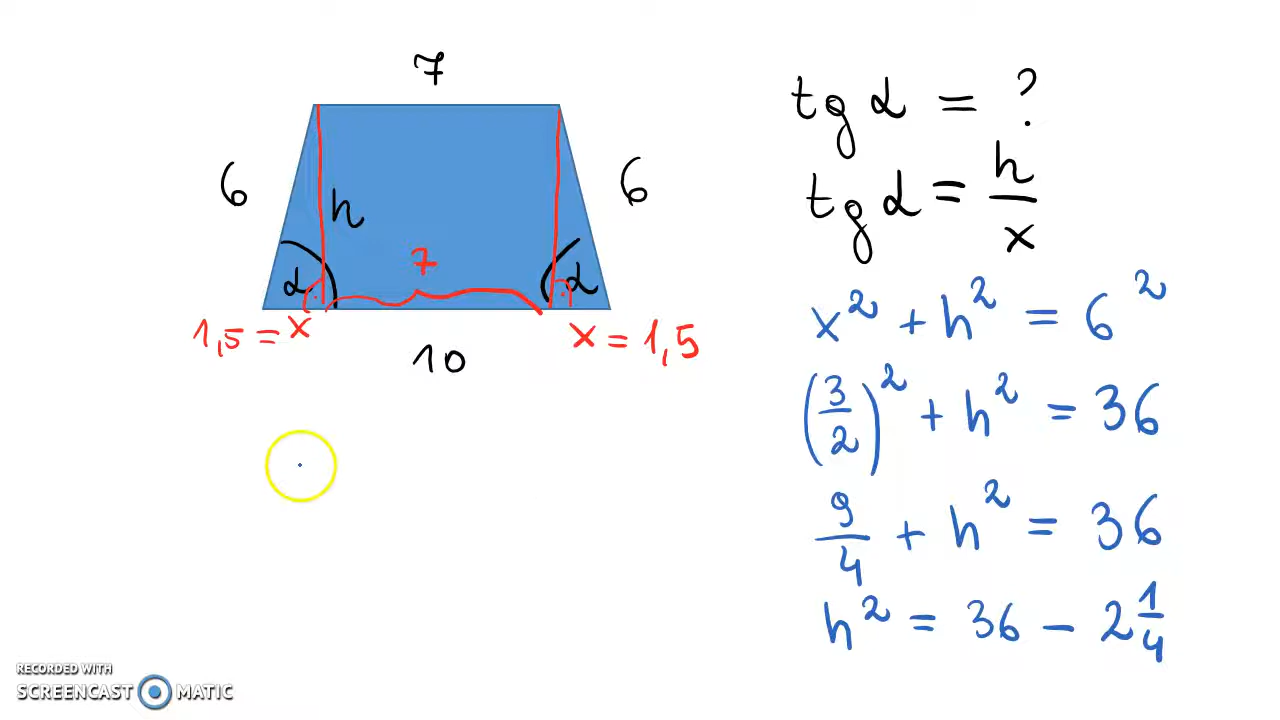 7
6
6
h
7
α
α
1,5 = x
x = 1,5
10
tg α = ?
tg α = h/x
x² + h² = 6²
(3/2)² + h² = 36
9/4 + h² = 36
h² = 36 − 2 1/4
RECORDED WITH
SCREENCAST MATIC